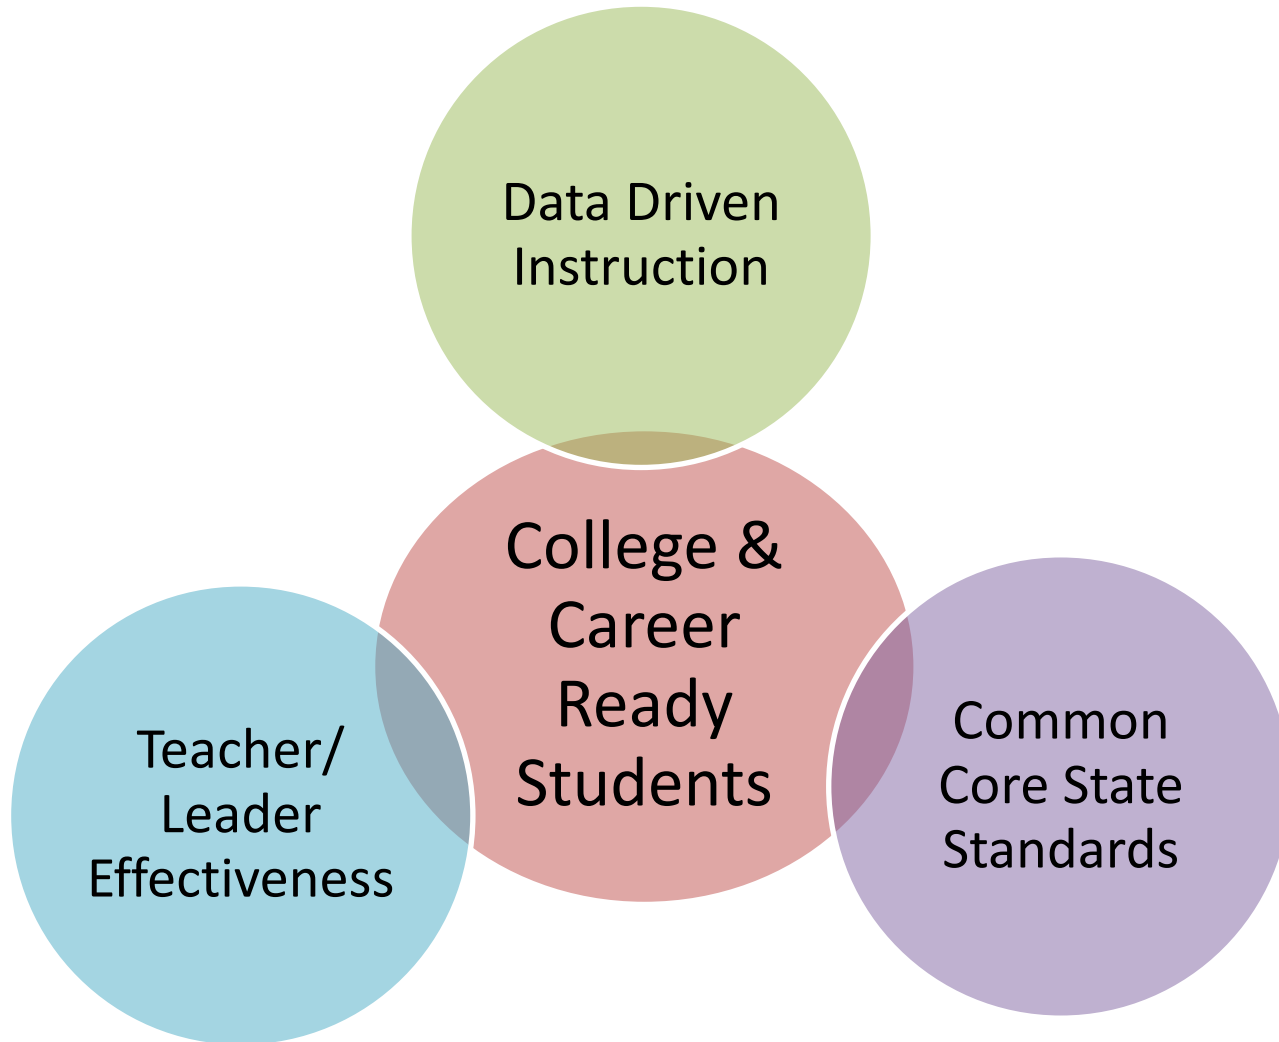 Data Driven
Instruction
College &
Career
Ready
Students
Teacher/
Leader
Effectiveness
Common
Core State
Standards